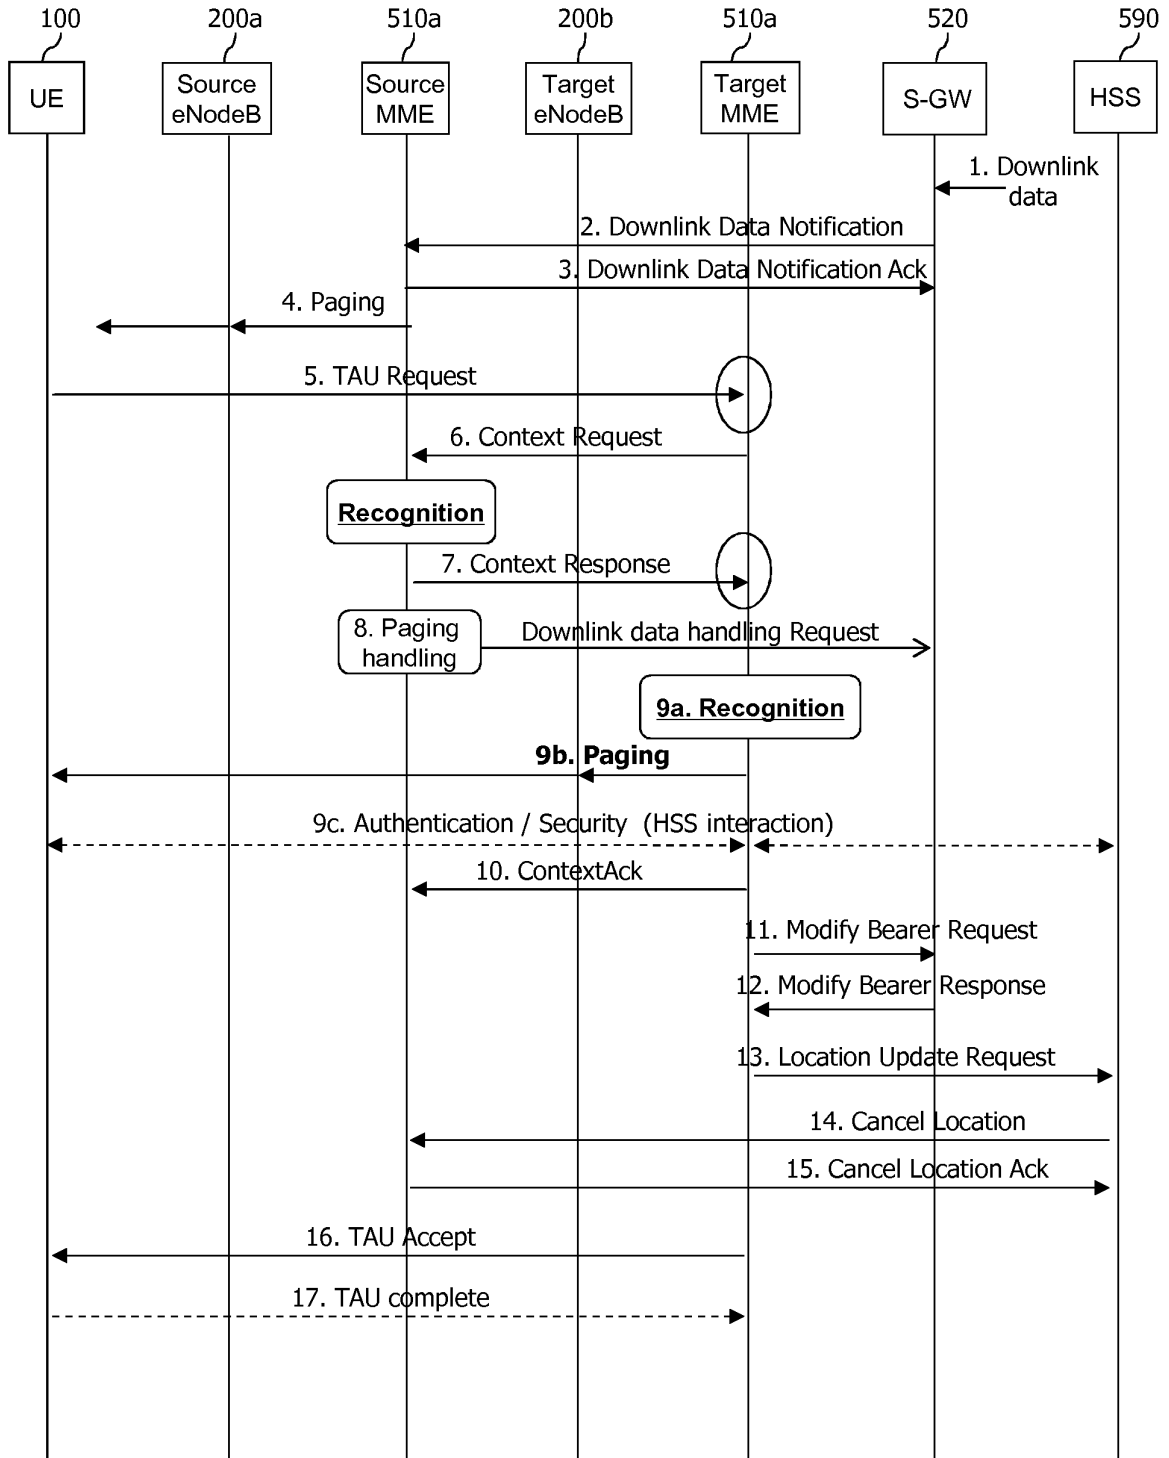 100 200a 510a 200b 510a 520 590
UE
Source
eNodeB
Source
MME
Target
eNodeB
Target
MME
S-GW
HSS
1. Downlink
data
2. Downlink Data Notification
3. Downlink Data Notification Ack
4. Paging
5. TAU Request
6. Context Request
Recognition
7. Context Response
8. Paging
handling
Downlink data handling Request
9a. Recognition
9b. Paging
9c. Authentication / Security (HSS interaction)
10. ContextAck
11. Modify Bearer Request
12. Modify Bearer Response
13. Location Update Request
14. Cancel Location
15. Cancel Location Ack
16. TAU Accept
17. TAU complete